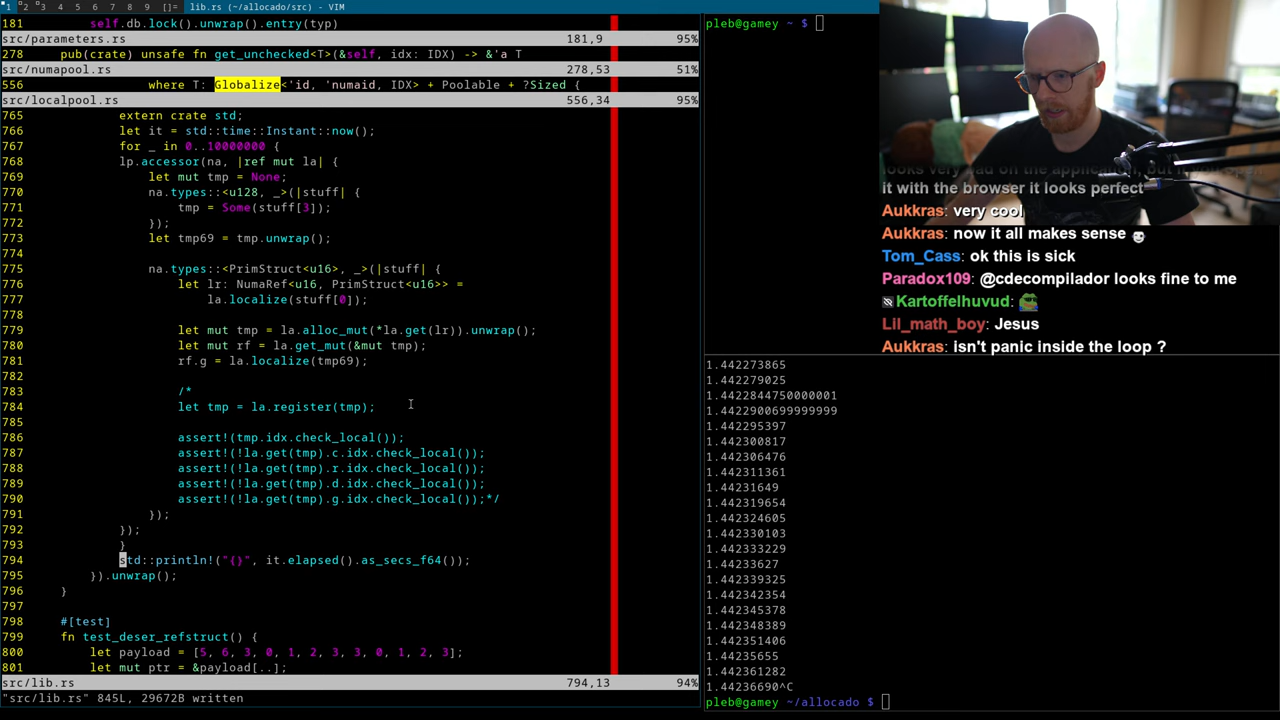 1 2 3 4 5 6 7 8 9 []= lib.rs (~/allocado/src) - VIM
181 self.db.lock().unwrap().entry(typ)
src/parameters.rs 181,9 95%
278 pub(crate) unsafe fn get_unchecked<T>(&self, idx: IDX) -> &'a T
src/numapool.rs 278,53 51%
556 where T: Globalize<'id, 'numaid, IDX> + Poolable + ?Sized {
src/localpool.rs 556,34 95%
765 extern crate std;
766 let it = std::time::Instant::now();
767 for _ in 0..10000000 {
768 lp.accessor(na, |ref mut la| {
769 let mut tmp = None;
770 na.types::<u128, _>(|stuff| {
771 tmp = Some(stuff[3]);
772 });
773 let tmp69 = tmp.unwrap();
774
775 na.types::<PrimStruct<u16>, _>(|stuff| {
776 let lr: NumaRef<u16, PrimStruct<u16>> =
777 la.localize(stuff[0]);
778
779 let mut tmp = la.alloc_mut(*la.get(lr)).unwrap();
780 let mut rf = la.get_mut(&mut tmp);
781 rf.g = la.localize(tmp69);
782
783 /*
784 let tmp = la.register(tmp);
785
786 assert!(tmp.idx.check_local());
787 assert!(!la.get(tmp).c.idx.check_local());
788 assert!(!la.get(tmp).r.idx.check_local());
789 assert!(!la.get(tmp).d.idx.check_local());
790 assert!(!la.get(tmp).g.idx.check_local());*/
791 });
792 });
793 }
794 std::println!("{}", it.elapsed().as_secs_f64());
795 }).unwrap();
796 }
797
798 #[test]
799 fn test_deser_refstruct() {
800 let payload = [5, 6, 3, 0, 1, 2, 3, 3, 0, 1, 2, 3];
801 let mut ptr = &payload[..];
src/lib.rs 794,13 94%
"src/lib.rs" 845L, 29672B written
pleb@gamey ~ $
1.442273865
1.442279025
1.4422844750000001
1.4422900699999999
1.442295397
1.442300817
1.442306476
1.442311361
1.44231649
1.442319654
1.442324605
1.442330103
1.442333229
1.44233627
1.442339325
1.442342354
1.442345378
1.442348389
1.442351406
1.44235655
1.442361282
1.44236690^C
pleb@gamey ~/allocado $
looks very bad on the application, but if you
it with the browser it looks perfect
Aukkras: very cool
Aukkras: now it all makes sense
Tom_Cass: ok this is sick
Paradox109: @cdecompilador looks fine to me
Kartoffelhuvud:
Lil_math_boy: Jesus
Aukkras: isn't panic inside the loop ?